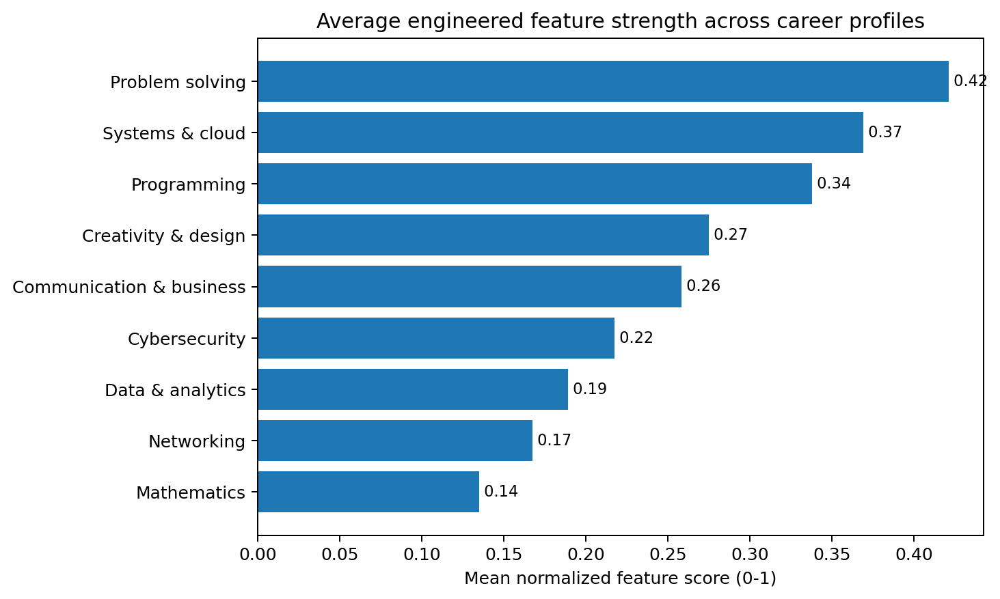 Average engineered feature strength across career profiles
Problem solving 0.42
Systems & cloud 0.37
Programming 0.34
Creativity & design 0.27
Communication & business 0.26
Cybersecurity 0.22
Data & analytics 0.19
Networking 0.17
Mathematics 0.14
0.00 0.05 0.10 0.15 0.20 0.25 0.30 0.35 0.40
Mean normalized feature score (0-1)